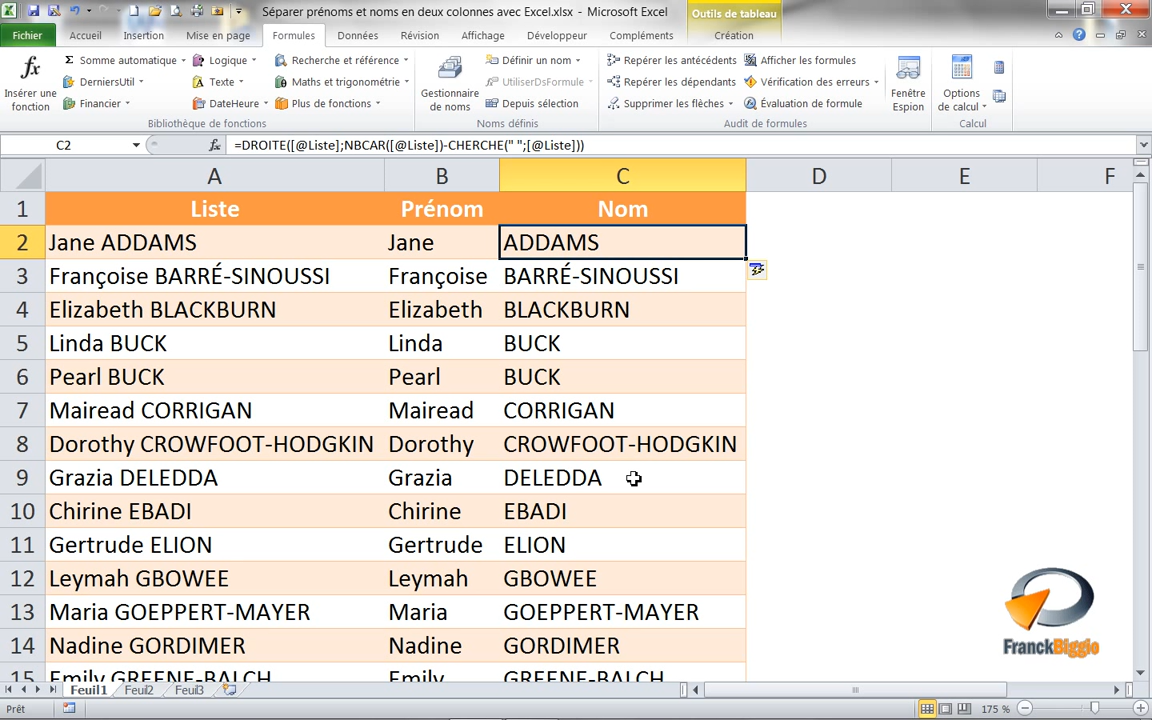 Séparer prénoms et noms en deux colonnes avec Excel.xlsx - Microsoft Excel
Outils de tableau
Fichier Accueil Insertion Mise en page Formules Données Révision Affichage Développeur Compléments Création
Insérer une fonction
Σ Somme automatique
DerniersUtil
Financier
Logique
Texte
DateHeure
Recherche et référence
Maths et trigonométrie
Plus de fonctions
Bibliothèque de fonctions
Gestionnaire de noms
Définir un nom
UtiliserDsFormule
Depuis sélection
Noms définis
Repérer les antécédents
Repérer les dépendants
Supprimer les flèches
Afficher les formules
Vérification des erreurs
Évaluation de formule
Audit de formules
Fenêtre Espion
Options de calcul
Calcul
C2 fx =DROITE([@Liste];NBCAR([@Liste])-CHERCHE(" ";[@Liste]))
A B C D E F
1 Liste Prénom Nom
2 Jane ADDAMS Jane ADDAMS
3 Françoise BARRÉ-SINOUSSI Françoise BARRÉ-SINOUSSI
4 Elizabeth BLACKBURN Elizabeth BLACKBURN
5 Linda BUCK Linda BUCK
6 Pearl BUCK Pearl BUCK
7 Mairead CORRIGAN Mairead CORRIGAN
8 Dorothy CROWFOOT-HODGKIN Dorothy CROWFOOT-HODGKIN
9 Grazia DELEDDA Grazia DELEDDA
10 Chirine EBADI Chirine EBADI
11 Gertrude ELION Gertrude ELION
12 Leymah GBOWEE Leymah GBOWEE
13 Maria GOEPPERT-MAYER Maria GOEPPERT-MAYER
14 Nadine GORDIMER Nadine GORDIMER
15 Emily GREENE-BALCH Emily GREENE-BALCH
FranckBiggio
Feuil1 Feuil2 Feuil3
Prêt 175 %